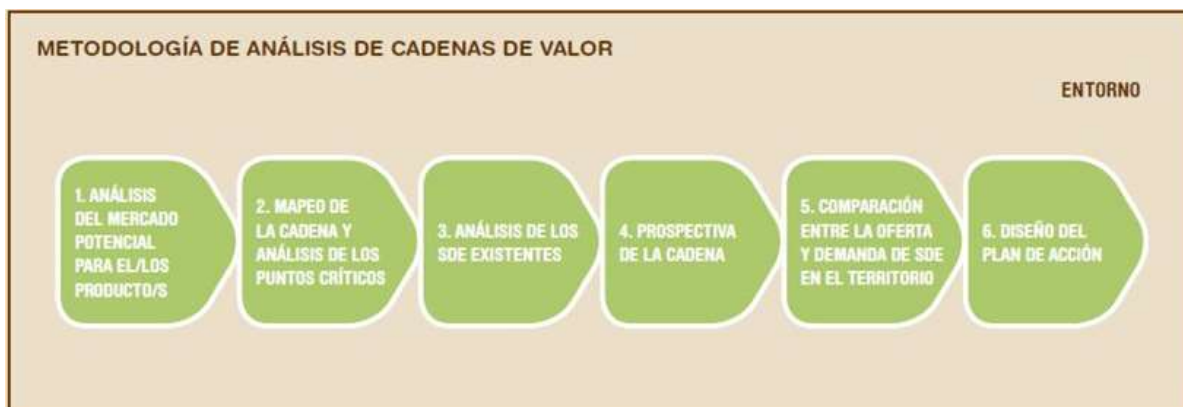 METODOLOGÍA DE ANÁLISIS DE CADENAS DE VALOR
ENTORNO
1. ANÁLISIS
DEL MERCADO
POTENCIAL
PARA EL/LOS
PRODUCTO/S
2. MAPEO DE
LA CADENA Y
ANÁLISIS DE LOS
PUNTOS CRÍTICOS
3. ANÁLISIS DE LOS
SDE EXISTENTES
4. PROSPECTIVA
DE LA CADENA
5. COMPARACIÓN
ENTRE LA OFERTA
Y DEMANDA DE SDE
EN EL TERRITORIO
6. DISEÑO DEL
PLAN DE ACCIÓN